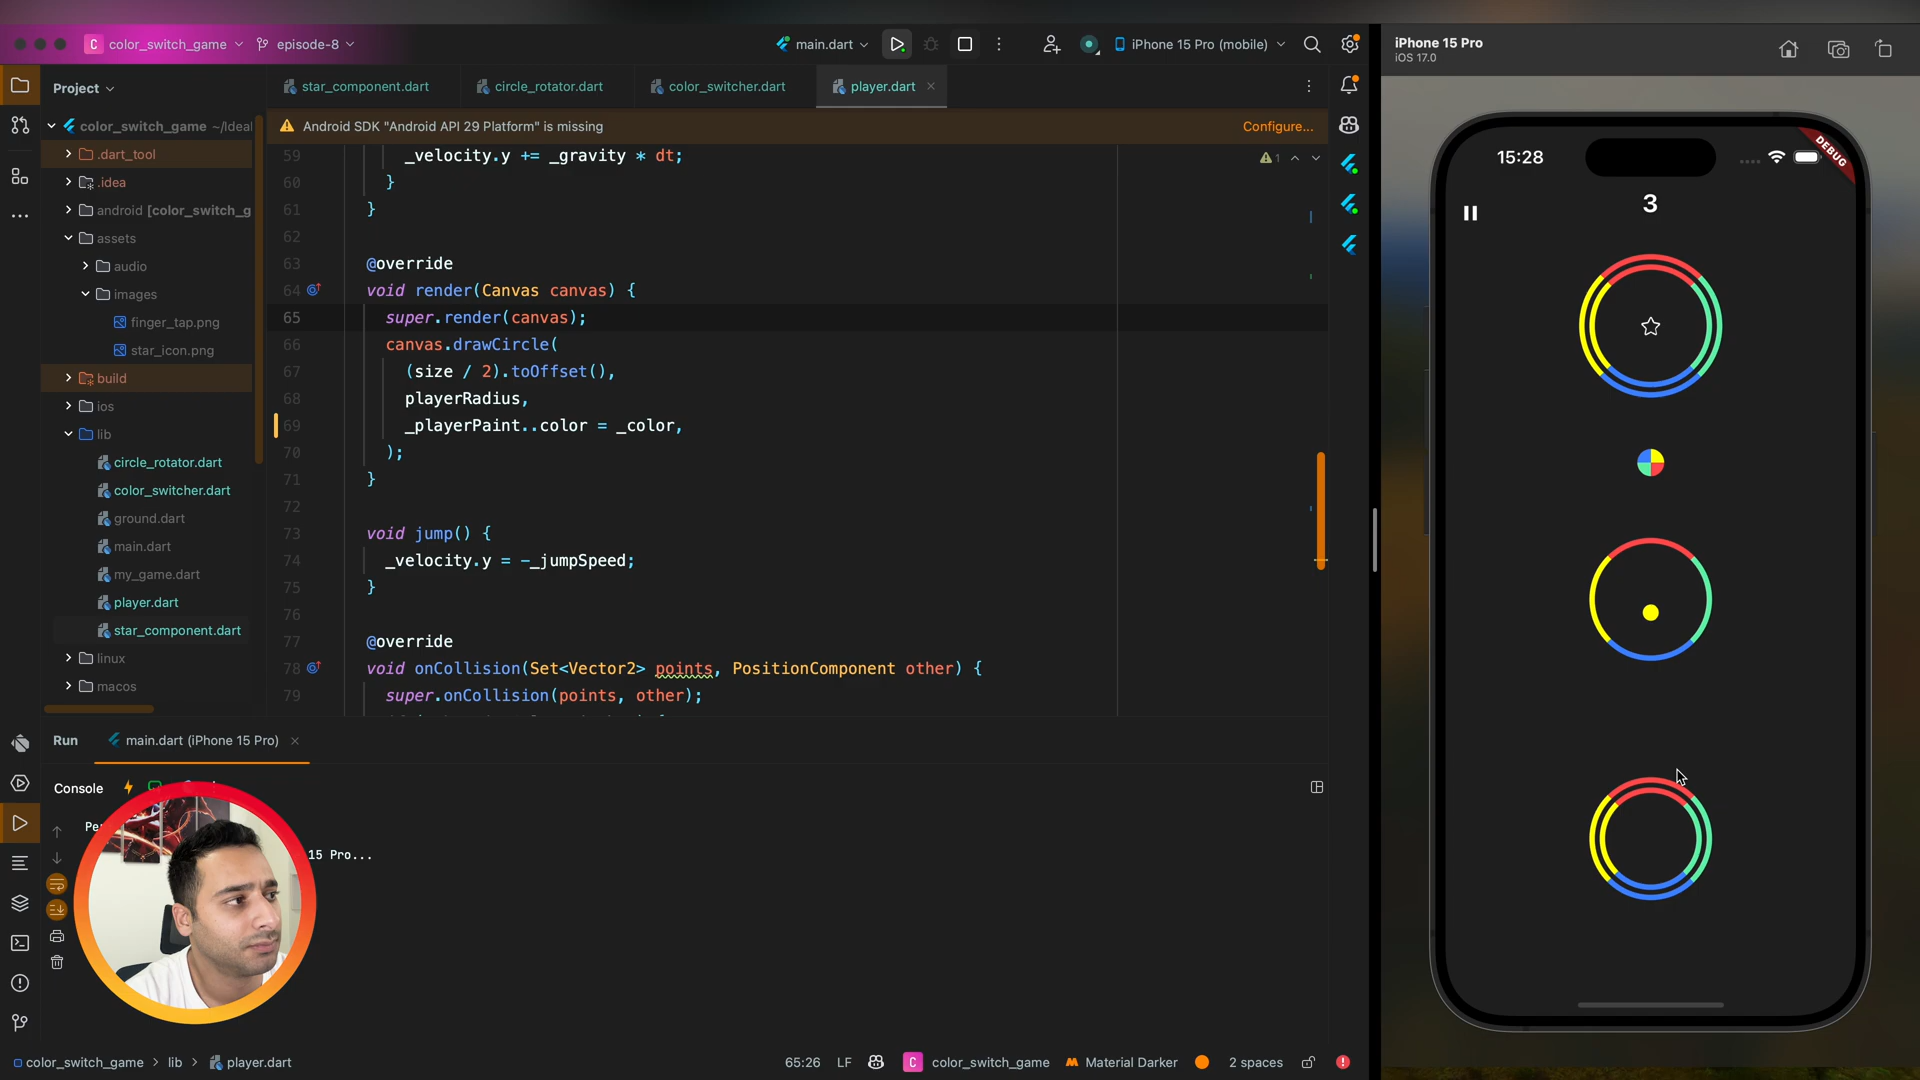 C color_switch_game
episode-8
main.dart
iPhone 15 Pro (mobile)
iPhone 15 Pro
iOS 17.0
Project
star_component.dart
circle_rotator.dart
color_switcher.dart
player.dart
Android SDK "Android API 29 Platform" is missing
Configure...
color_switch_game ~/Ideal
.dart_tool
.idea
android [color_switch_g
assets
audio
images
finger_tap.png
star_icon.png
build
ios
lib
circle_rotator.dart
color_switcher.dart
ground.dart
main.dart
my_game.dart
player.dart
star_component.dart
linux
macos
59 _velocity.y += _gravity * dt;
60 }
61 }
62
63 @override
64 void render(Canvas canvas) {
65 super.render(canvas);
66 canvas.drawCircle(
67 (size / 2).toOffset(),
68 playerRadius,
69 _playerPaint..color = _color,
70 );
71 }
72
73 void jump() {
74 _velocity.y = -_jumpSpeed;
75 }
76
77 @override
78 void onCollision(Set<Vector2> points, PositionComponent other) {
79 super.onCollision(points, other);
1
15:28
DEBUG
3
Run
main.dart (iPhone 15 Pro)
Console
Pe
15 Pro...
color_switch_game > lib > player.dart
65:26
LF
C color_switch_game
Material Darker
2 spaces